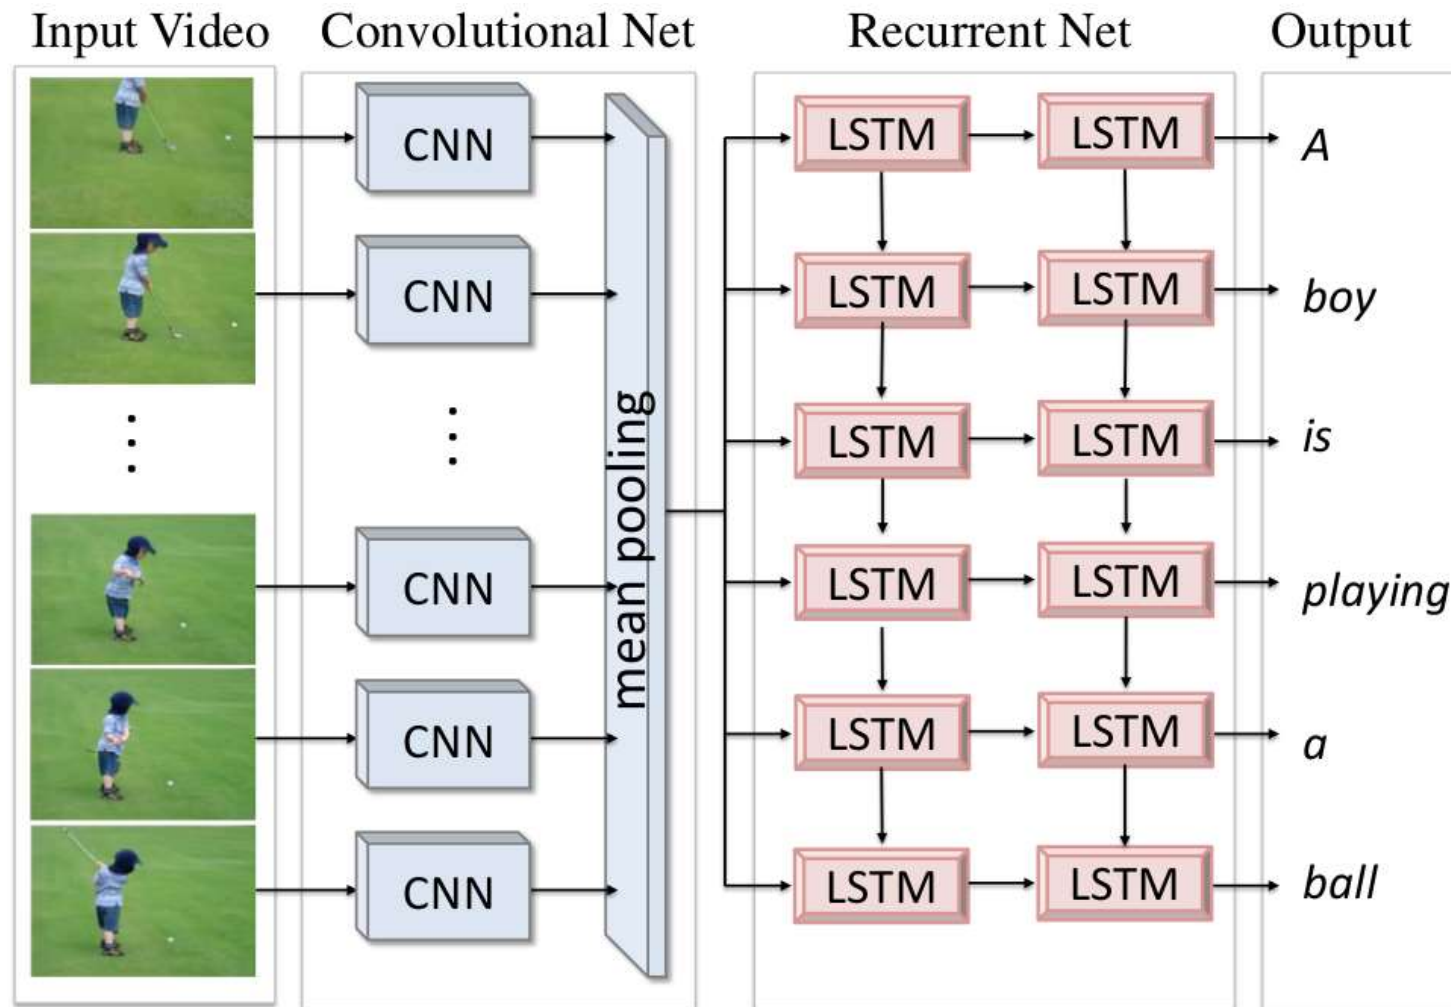 Input Video
Convolutional Net
Recurrent Net
Output
CNN
LSTM
LSTM
A
CNN
LSTM
LSTM
boy
LSTM
LSTM
is
mean pooling
CNN
LSTM
LSTM
playing
CNN
LSTM
LSTM
a
CNN
LSTM
LSTM
ball